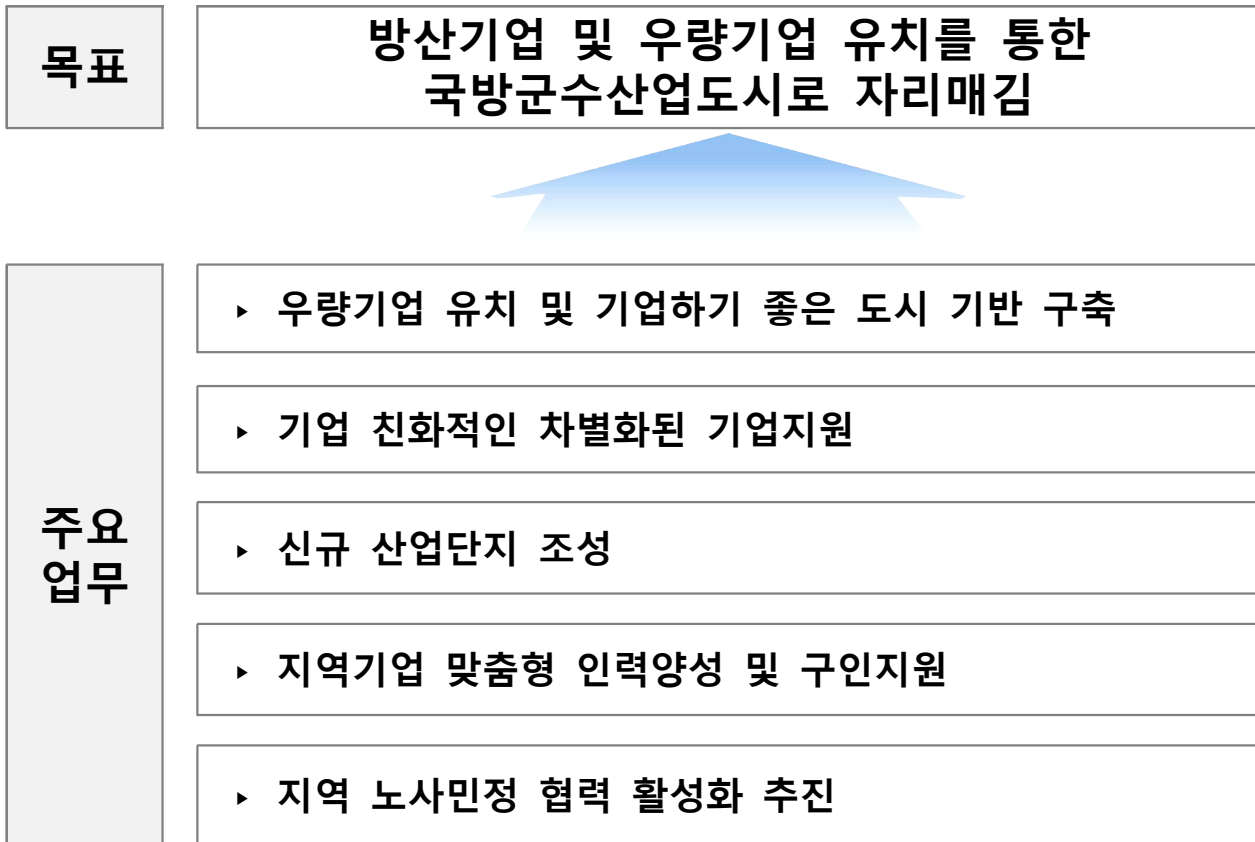 목표
방산기업 및 우량기업 유치를 통한
국방군수산업도시로 자리매김
주요
업무
▸ 우량기업 유치 및 기업하기 좋은 도시 기반 구축
▸ 기업 친화적인 차별화된 기업지원
▸ 신규 산업단지 조성
▸ 지역기업 맞춤형 인력양성 및 구인지원
▸ 지역 노사민정 협력 활성화 추진